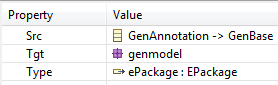 Property Value
Src GenAnnotation -> GenBase
Tgt genmodel
Type ePackage : EPackage